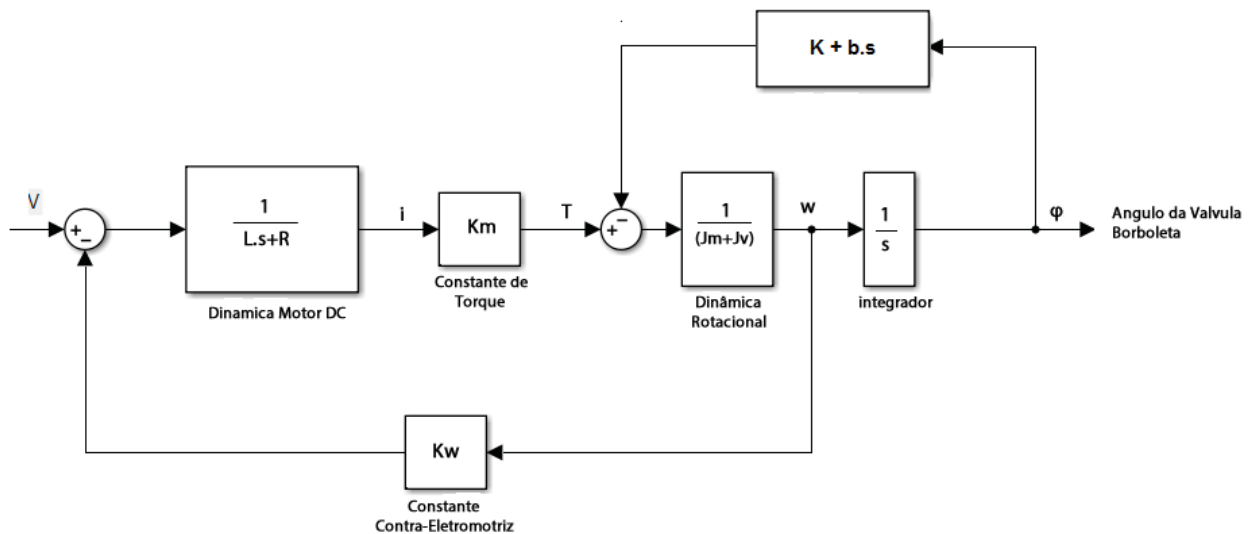 K + b.s
V
+
−
1
L.s+R
Dinamica Motor DC
i
Km
Constante de
Torque
T
+
−
1
(Jm+Jv)
Dinâmica
Rotacional
w
1
s
integrador
φ
Angulo da Valvula
Borboleta
Kw
Constante
Contra-Eletromotriz